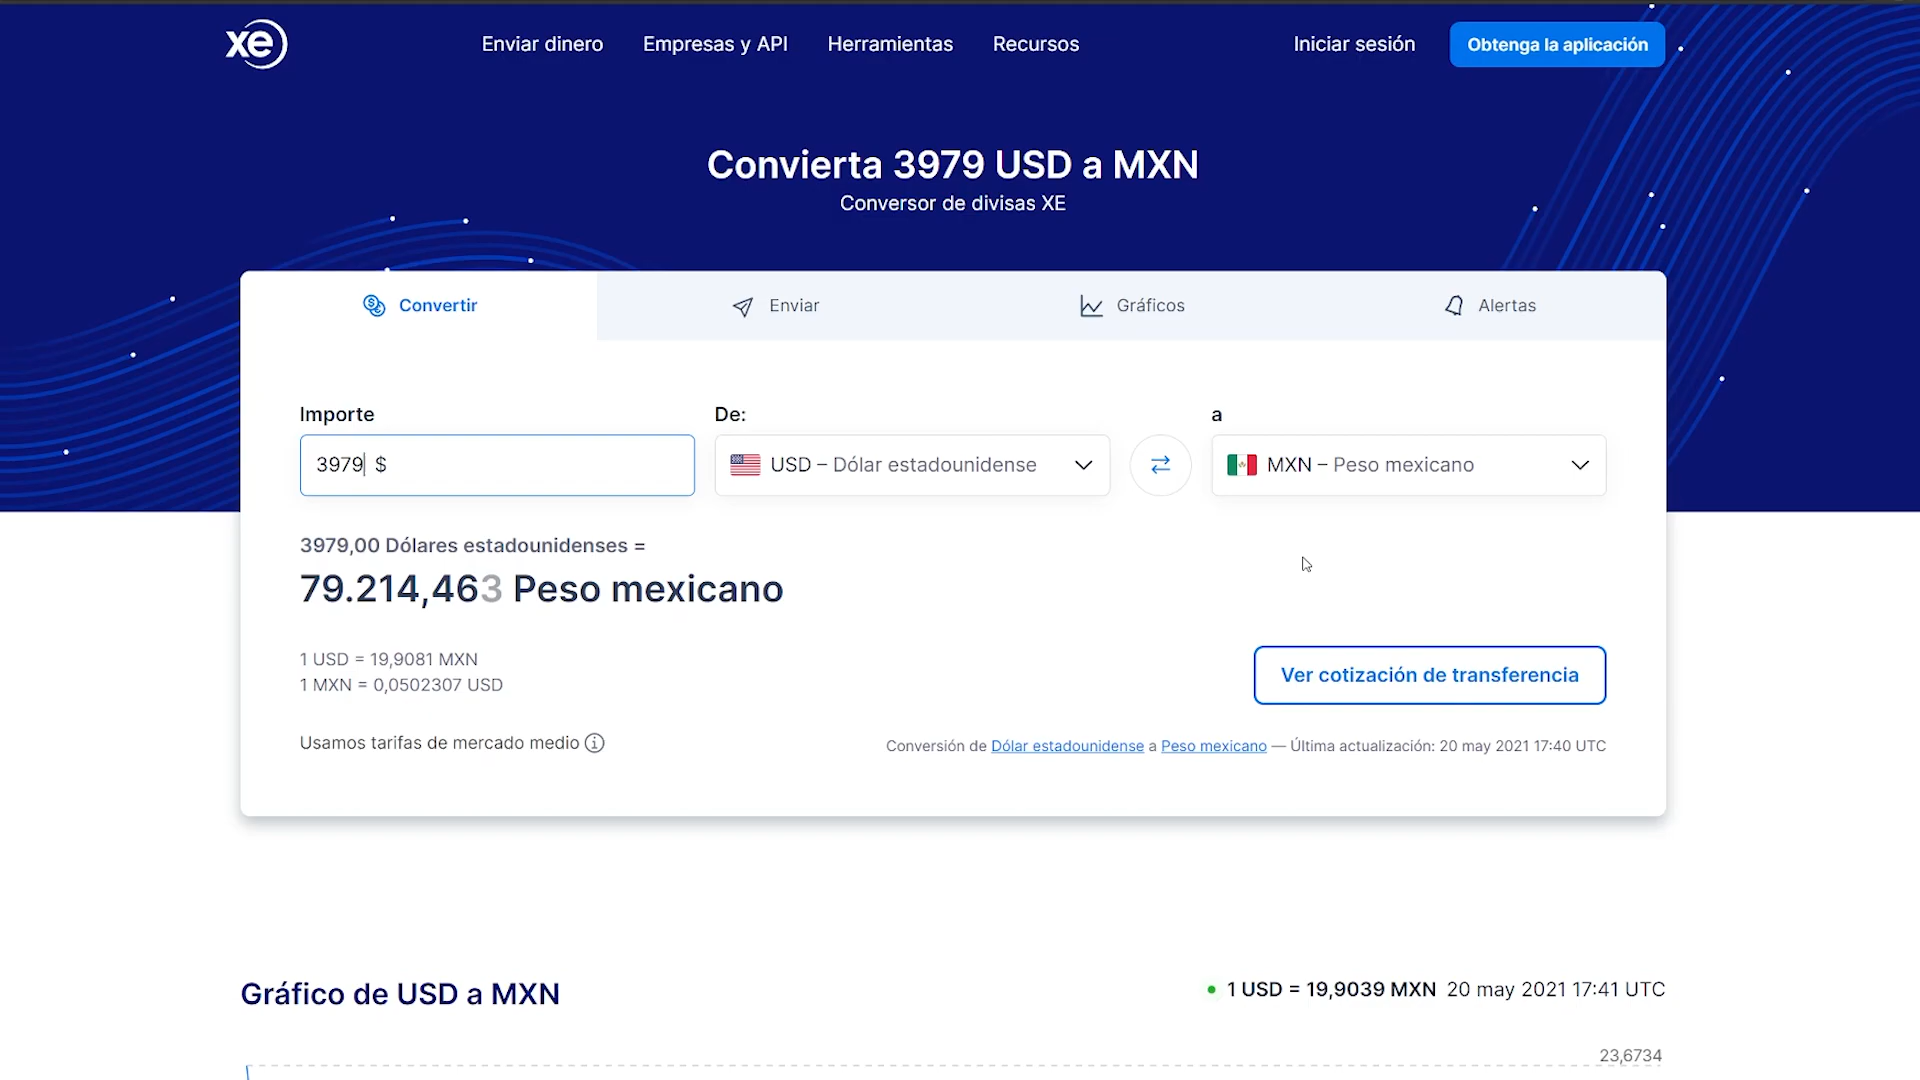 xe
Enviar dinero
Empresas y API
Herramientas
Recursos
Iniciar sesión
Obtenga la aplicación
Convierta 3979 USD a MXN
Conversor de divisas XE
Convertir
Enviar
Gráficos
Alertas
Importe
De:
a
3979 $
USD – Dólar estadounidense
MXN – Peso mexicano
3979,00 Dólares estadounidenses =
79.214,463 Peso mexicano
1 USD = 19,9081 MXN
1 MXN = 0,0502307 USD
Ver cotización de transferencia
Usamos tarifas de mercado medio
Conversión de Dólar estadounidense a Peso mexicano — Última actualización: 20 may 2021 17:40 UTC
Gráfico de USD a MXN
1 USD = 19,9039 MXN 20 may 2021 17:41 UTC
23,6734